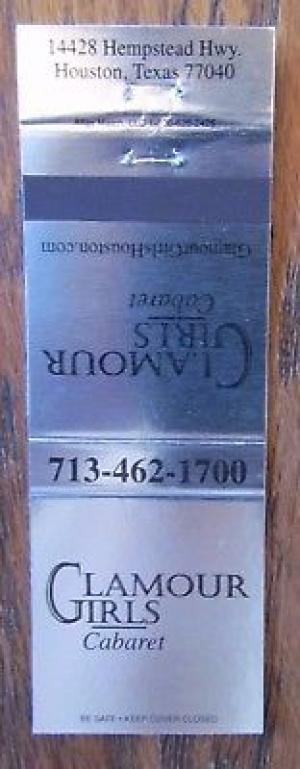 14428 Hempstead Hwy.
Houston, Texas 77040
GlamourGirlsHouston.com
Cabaret
GIRLS
GLAMOUR
713-462-1700
GLAMOUR
GIRLS
Cabaret
BE SAFE • KEEP COVER CLOSED